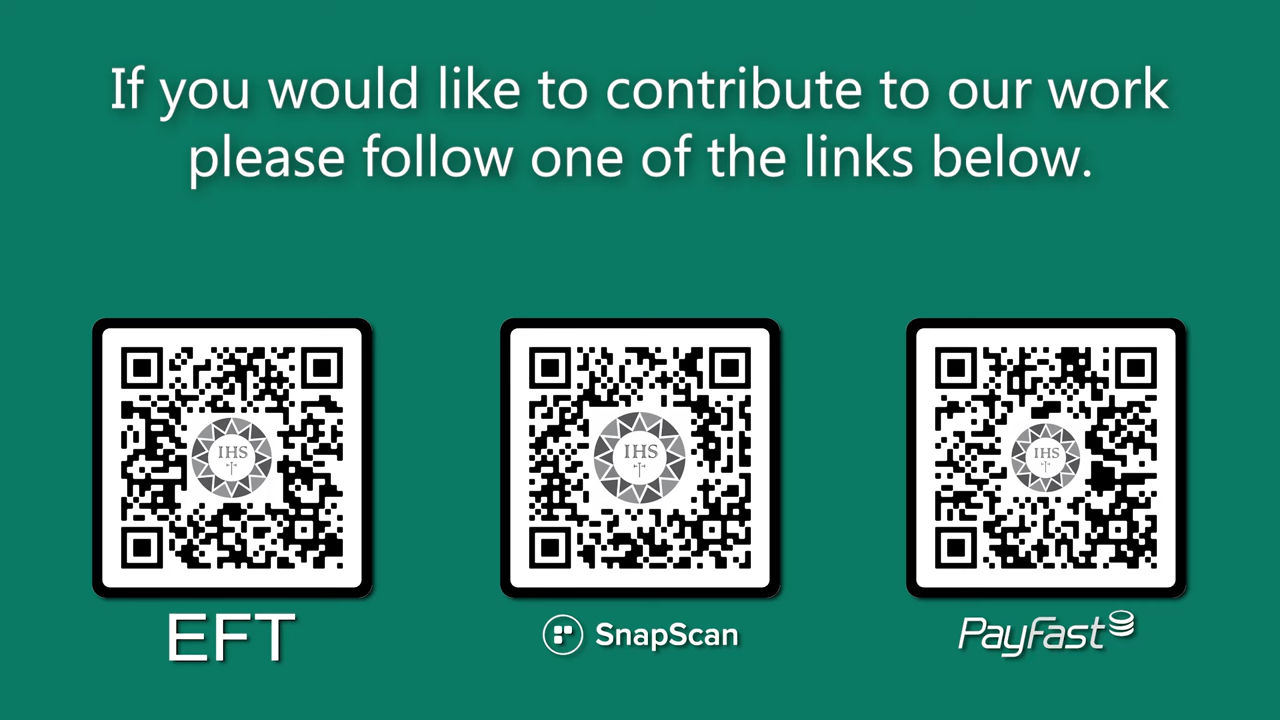 If you would like to contribute to our work
please follow one of the links below.
IHS
IHS
IHS
EFT
SnapScan
PayFast